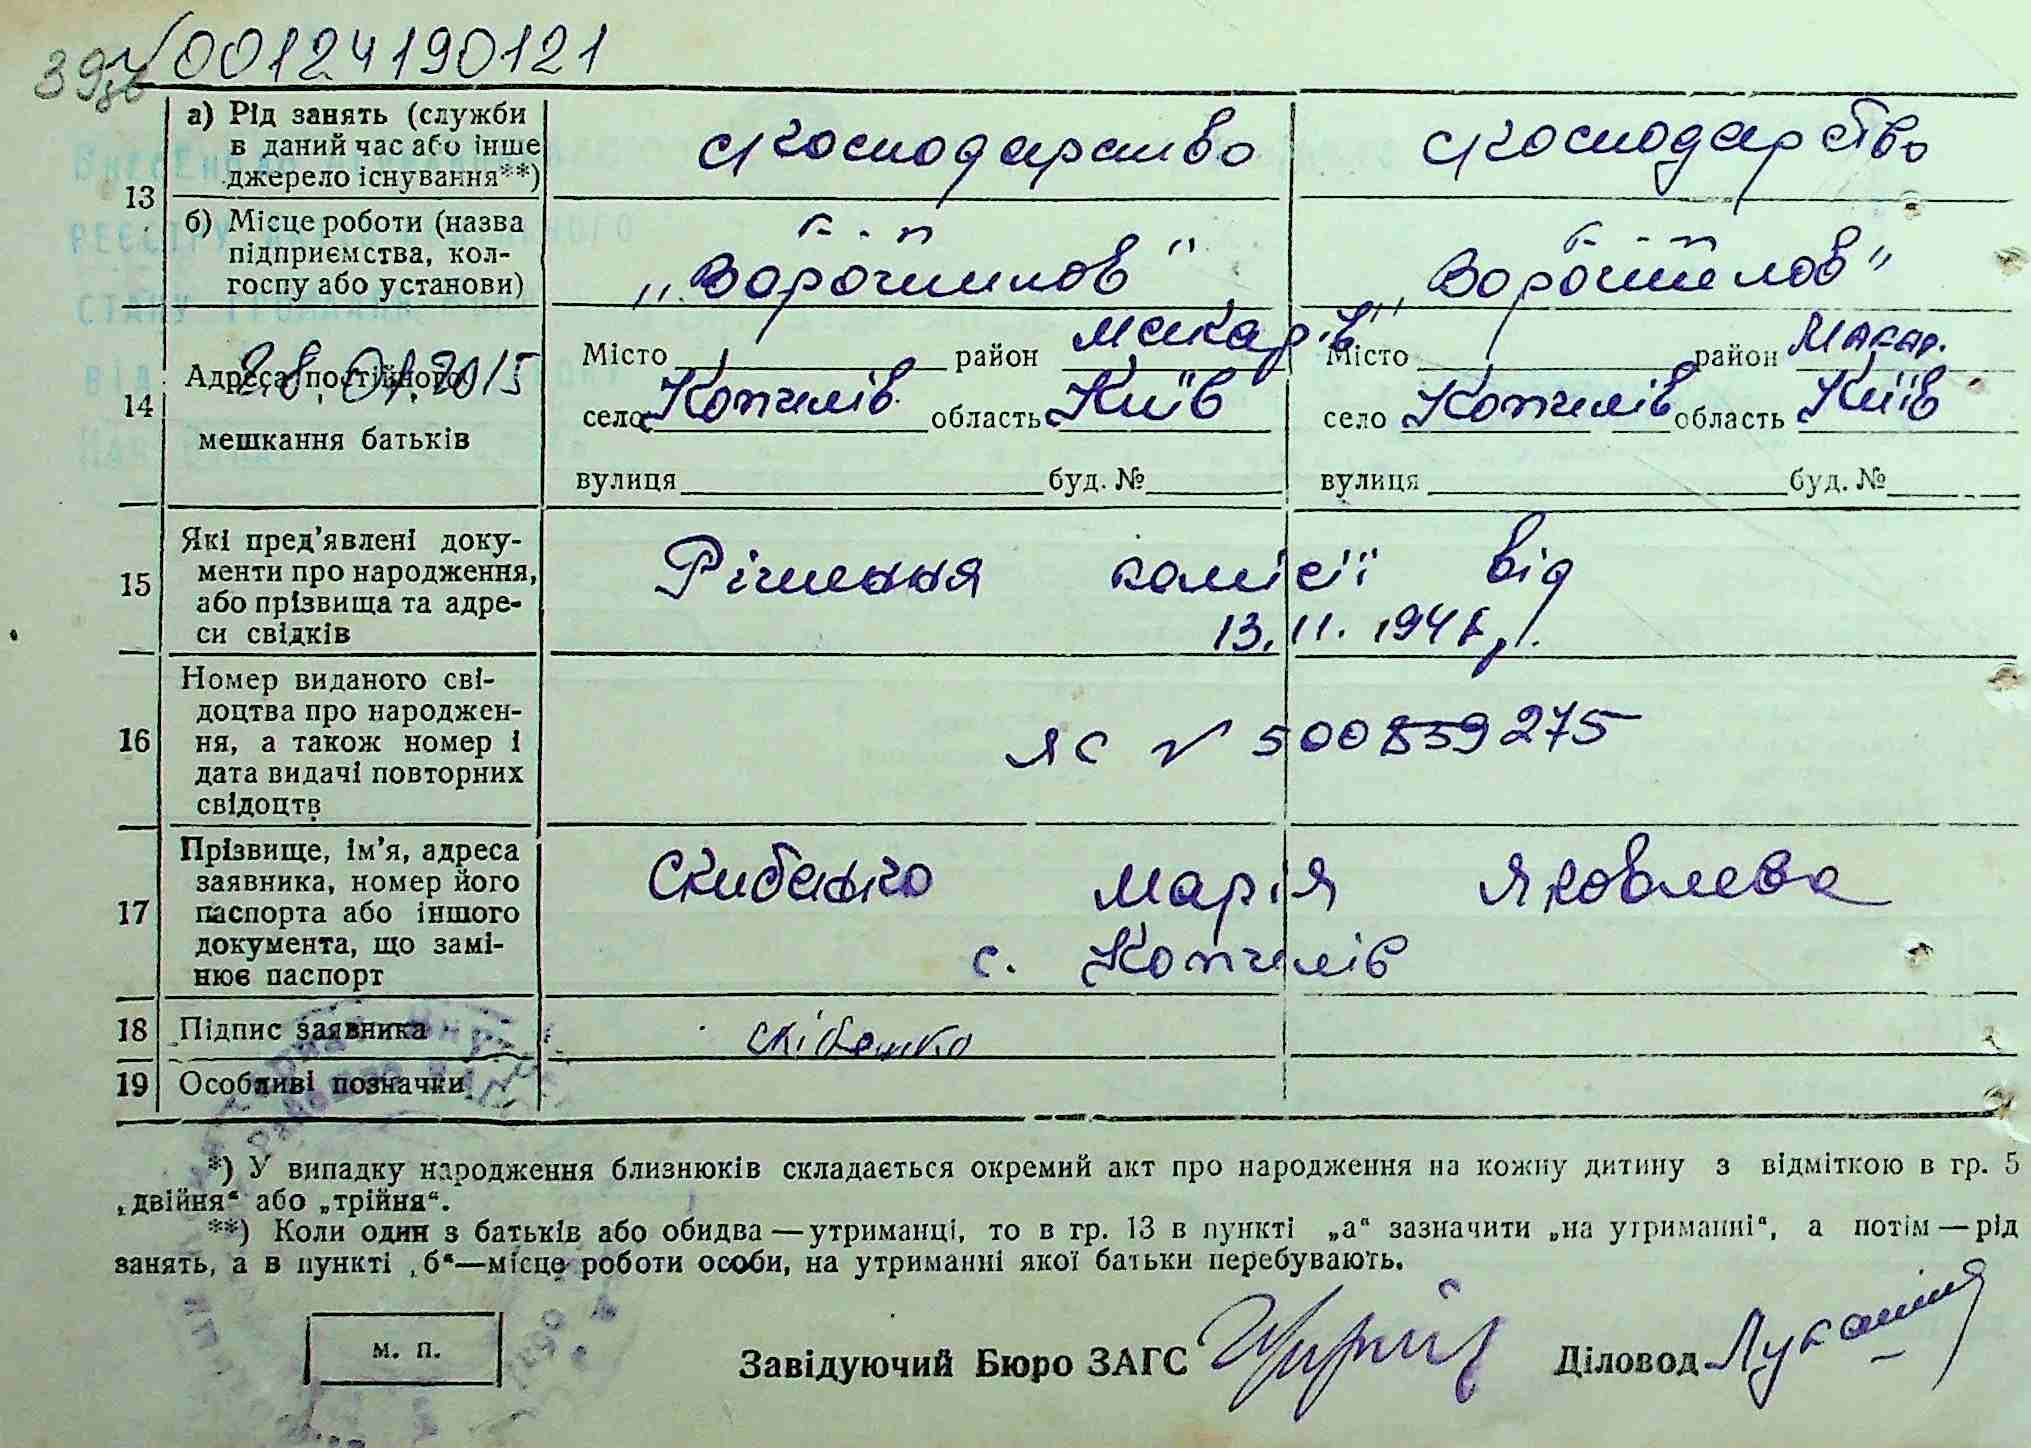 39зв
№00124190121
13
а) Рід занять (служби в даний час або інше джерело існування**)
с/господарство
с/господарство
б) Місце роботи (назва підприємства, колгоспу або установи)
к-п „Ворошилов"
к-п „Ворошилов"
14
Адреса постійного мешкання батьків
28.01.2015
Місто район Макарів
село Копилів область Київ
вулиця буд. №
Місто район Макар.
село Копилів область Київ
вулиця буд. №
15
Які пред'явлені документи про народження, або прізвища та адреси свідків
Рішення комісії від
13.11.194
16
Номер виданого свідоцтва про народження, а також номер і дата видачі повторних свідоцтв
ЯС № 500859275
17
Прізвище, ім'я, адреса заявника, номер його паспорта або іншого документа, що замінює паспорт
Скибенко Марія Яковлева
с. Копилів
18
Підпис заявника
19
Особливі позначки
*) У випадку народження близнюків складається окремий акт про народження на кожну дитину з відміткою в гр. 5
„двійня" або „трійня".
**) Коли один з батьків або обидва — утриманці, то в гр. 13 в пункті „а" зазначити „на утриманні", а потім — рід
занять, а в пункті „б" — місце роботи особи, на утриманні якої батьки перебувають.
м. п.
Завідуючий Бюро ЗАГС
Діловод